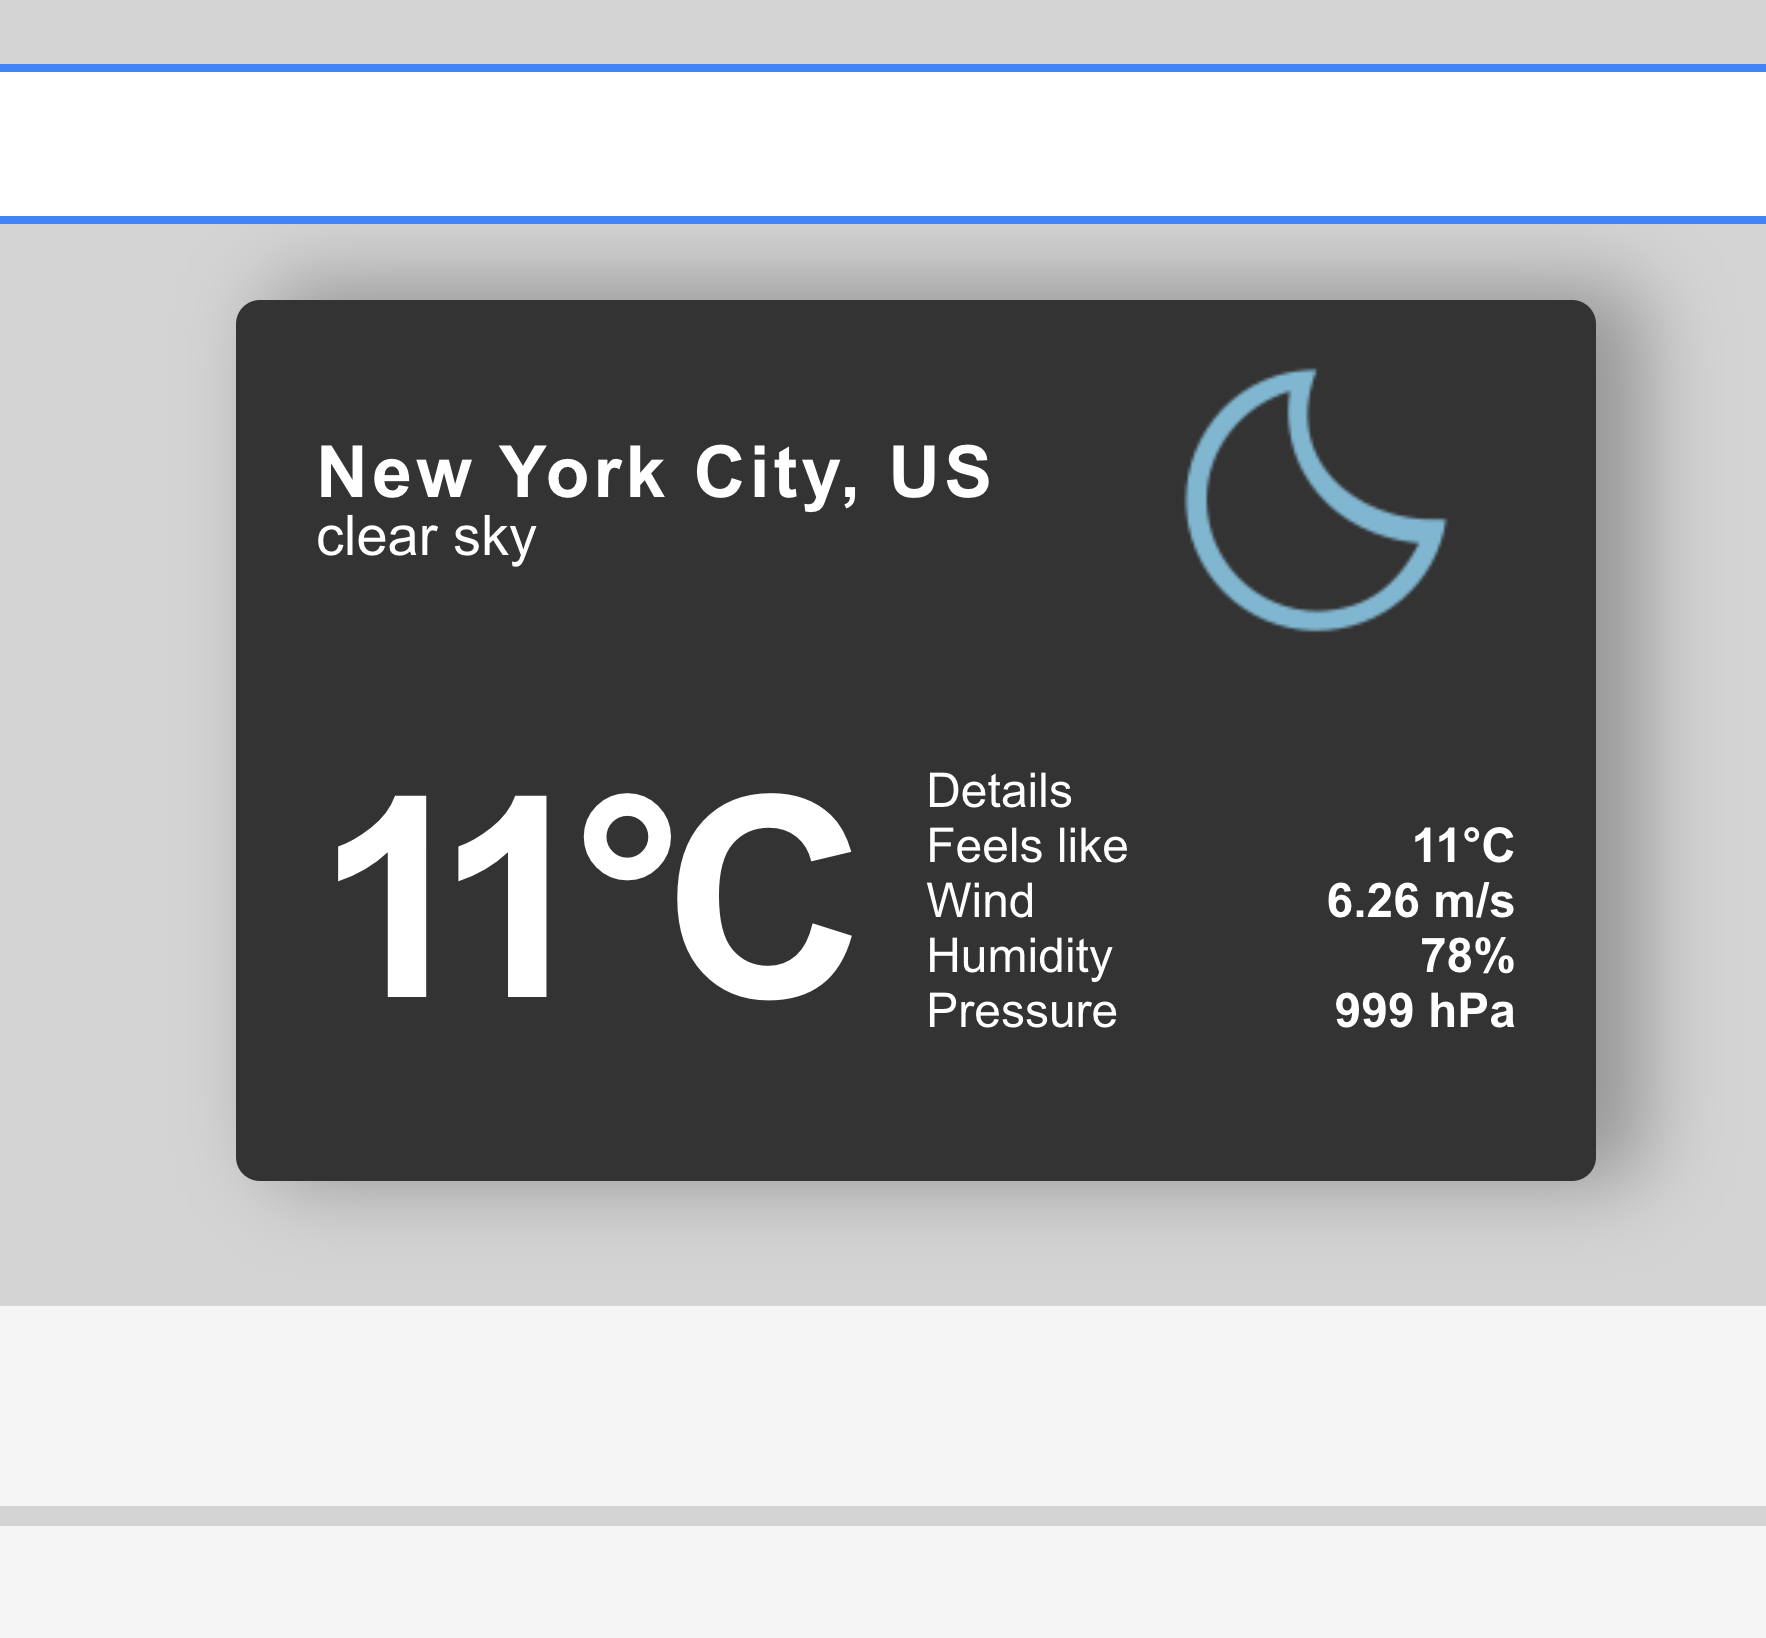 New York City, US
clear sky
11°C
Details
Feels like 11°C
Wind 6.26 m/s
Humidity 78%
Pressure 999 hPa